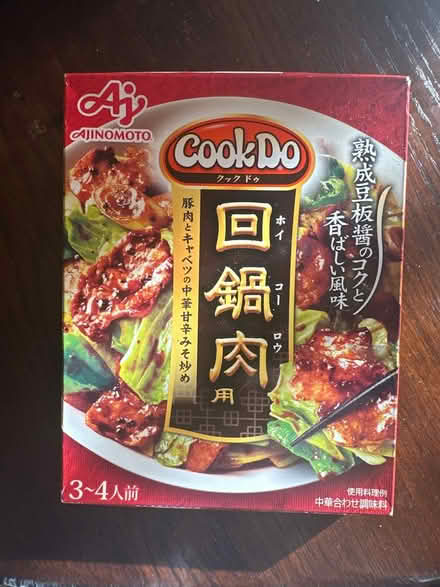 Aj
AJINOMOTO
CookDo
クック ドゥ
熟成豆板醤のコクと
香ばしい風味
回鍋肉用
ホイ コー ロウ
豚肉とキャベツの中華甘辛みそ炒め
3~4人前
使用料理例
中華合わせ調味料